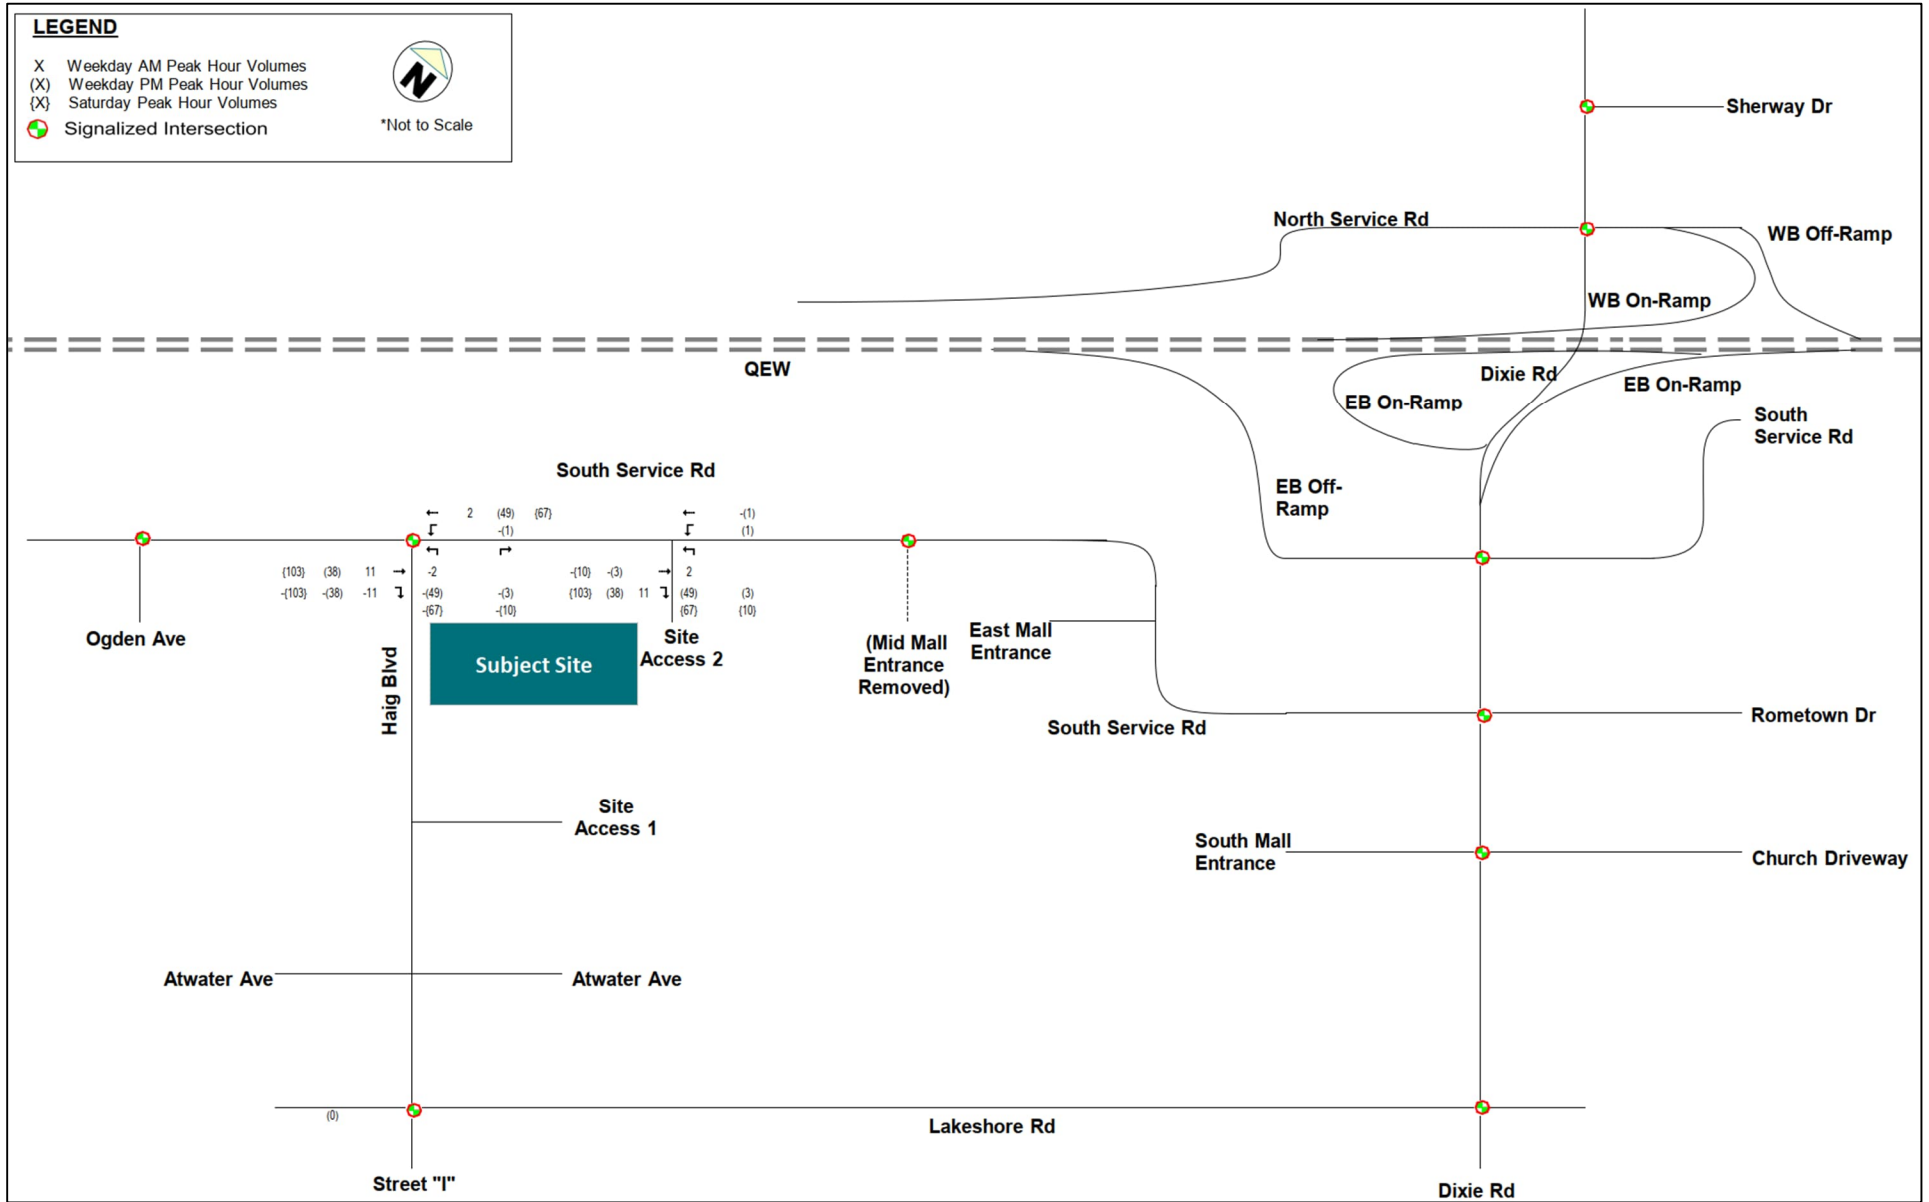 LEGEND
X Weekday AM Peak Hour Volumes
(X) Weekday PM Peak Hour Volumes
{X} Saturday Peak Hour Volumes
Signalized Intersection
N
*Not to Scale
Sherway Dr
North Service Rd
WB Off-Ramp
WB On-Ramp
QEW
Dixie Rd
EB On-Ramp
EB On-Ramp
South
Service Rd
South Service Rd
EB Off-
Ramp
2 (49) {67}
-(1)
-(1)
(1)
{103} (38) 11
-{103} -(38) -11
-2
-(49) -(3)
-{67} -{10}
-{10} -(3)
{103} (38) 11
2
(49) (3)
{67} {10}
Ogden Ave
Haig Blvd
Subject Site
Site
Access 2
(Mid Mall
Entrance
Removed)
East Mall
Entrance
South Service Rd
Rometown Dr
Site
Access 1
South Mall
Entrance
Church Driveway
Atwater Ave
Atwater Ave
(0)
Lakeshore Rd
Street "I"
Dixie Rd